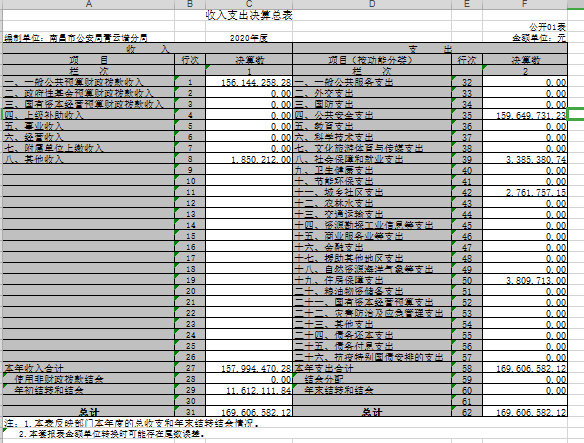 A B C D E F
收入支出决算总表
公开01表
编制单位：南昌市公安局青云谱分局 2020年度 金额单位：元
收 入 支 出
项 目 行次 决算数 项目（按功能分类） 行次 决算数
栏 次 1 栏 次 2
一、一般公共预算财政拨款收入 1 156,144,258.28 一、一般公共服务支出 32 0.00
二、政府性基金预算财政拨款收入 2 0.00 二、外交支出 33 0.00
三、国有资本经营预算财政拨款收入 3 0.00 三、国防支出 34 0.00
四、上级补助收入 4 0.00 四、公共安全支出 35 159,649,731.23
五、事业收入 5 0.00 五、教育支出 36 0.00
六、经营收入 6 0.00 六、科学技术支出 37 0.00
七、附属单位上缴收入 7 0.00 七、文化旅游体育与传媒支出 38 0.00
八、其他收入 8 1,850,212.00 八、社会保障和就业支出 39 3,385,380.74
9 九、卫生健康支出 40 0.00
10 十、节能环保支出 41 0.00
11 十一、城乡社区支出 42 2,761,757.15
12 十二、农林水支出 43 0.00
13 十三、交通运输支出 44 0.00
14 十四、资源勘探工业信息等支出 45 0.00
15 十五、商业服务业等支出 46 0.00
16 十六、金融支出 47 0.00
17 十七、援助其他地区支出 48 0.00
18 十八、自然资源海洋气象等支出 49 0.00
19 十九、住房保障支出 50 3,809,713.00
20 二十、粮油物资储备支出 51 0.00
21 二十一、国有资本经营预算支出 52 0.00
22 二十二、灾害防治及应急管理支出 53 0.00
23 二十三、其他支出 54 0.00
24 二十四、债务还本支出 55 0.00
25 二十五、债务付息支出 56 0.00
26 二十六、抗疫特别国债安排的支出 57 0.00
本年收入合计 27 157,994,470.28 本年支出合计 58 169,606,582.12
使用非财政拨款结余 28 0.00 结余分配 59 0.00
年初结转和结余 29 11,612,111.84 年末结转和结余 60 0.00
30 61
总计 31 169,606,582.12 总计 62 169,606,582.12
注：1.本表反映部门本年度的总收支和年末结转结余情况。
2.本套报表金额单位转换时可能存在尾数误差。